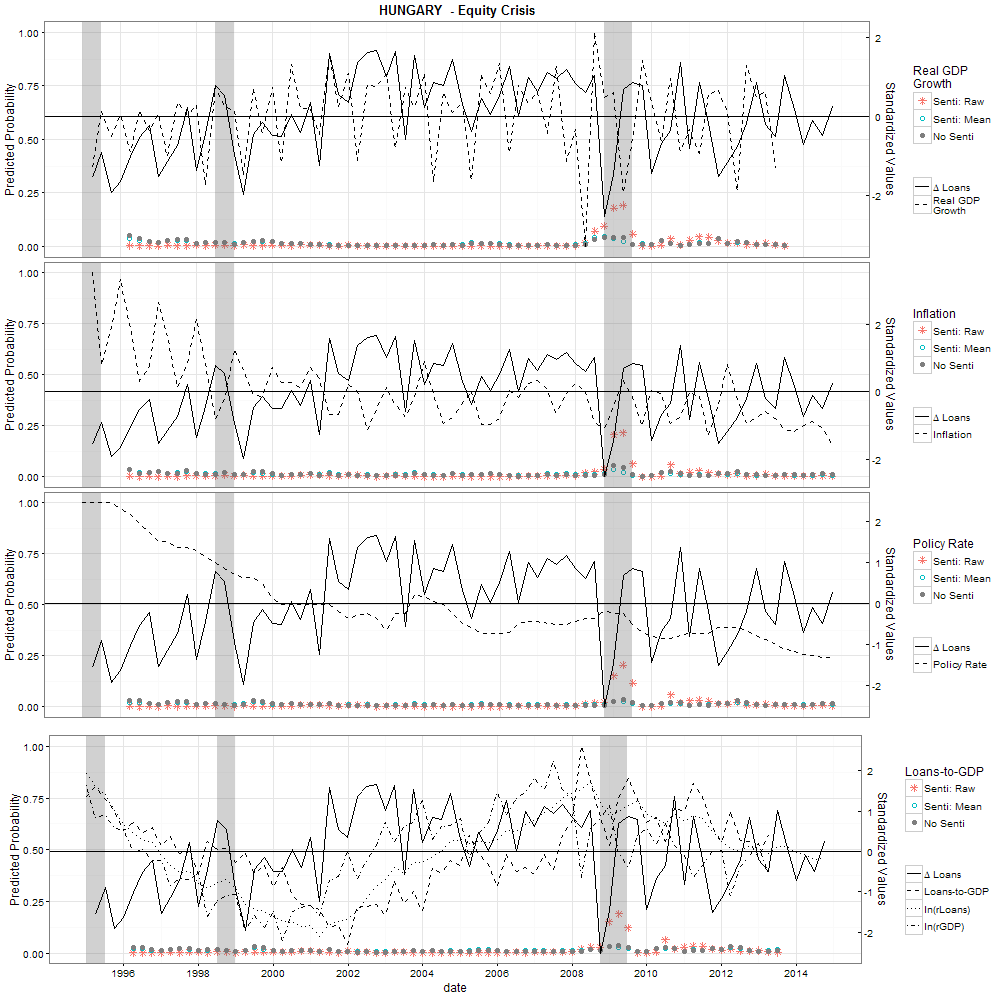 HUNGARY - Equity Crisis
1.00
0.75
0.50
0.25
0.00
Predicted Probability
2
0
-2
Standardized Values
Real GDP
Growth
Senti: Raw
Senti: Mean
No Senti
Δ Loans
Real GDP
Growth
1.00
0.75
0.50
0.25
0.00
Predicted Probability
2
0
-2
Standardized Values
Inflation
Senti: Raw
Senti: Mean
No Senti
Δ Loans
Inflation
1.00
0.75
0.50
0.25
0.00
Predicted Probability
2
1
0
-1
-2
Standardized Values
Policy Rate
Senti: Raw
Senti: Mean
No Senti
Δ Loans
Policy Rate
1.00
0.75
0.50
0.25
0.00
Predicted Probability
2
1
0
-1
-2
Standardized Values
Loans-to-GDP
Senti: Raw
Senti: Mean
No Senti
Δ Loans
Loans-to-GDP
ln(rLoans)
ln(rGDP)
1996 1998 2000 2002 2004 2006 2008 2010 2012 2014
date